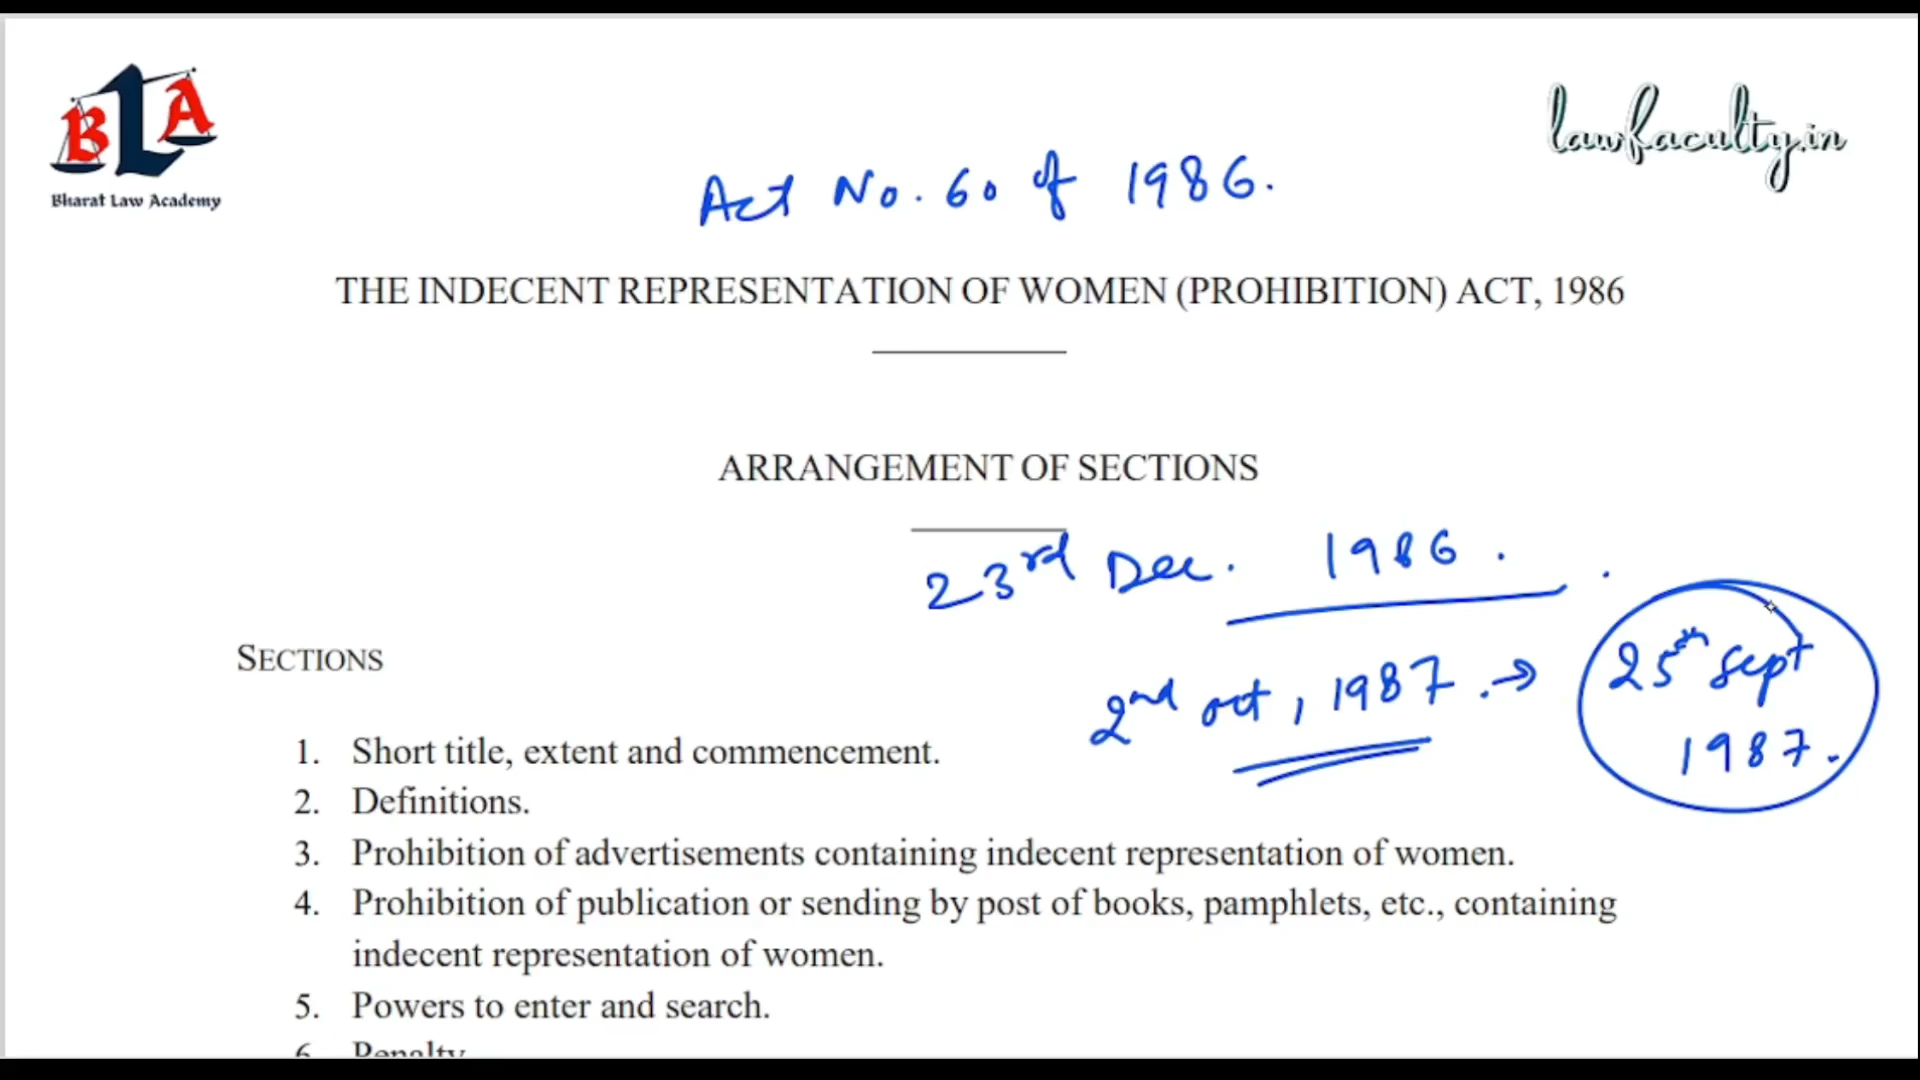 BLA
Bharat Law Academy
lawfaculty.in
Act No. 60 of 1986.
THE INDECENT REPRESENTATION OF WOMEN (PROHIBITION) ACT, 1986
ARRANGEMENT OF SECTIONS
23rd Dec. 1986.
2nd oct, 1987. → 25th Sept
1987.
SECTIONS
1. Short title, extent and commencement.
2. Definitions.
3. Prohibition of advertisements containing indecent representation of women.
4. Prohibition of publication or sending by post of books, pamphlets, etc., containing
indecent representation of women.
5. Powers to enter and search.
6. Penalty